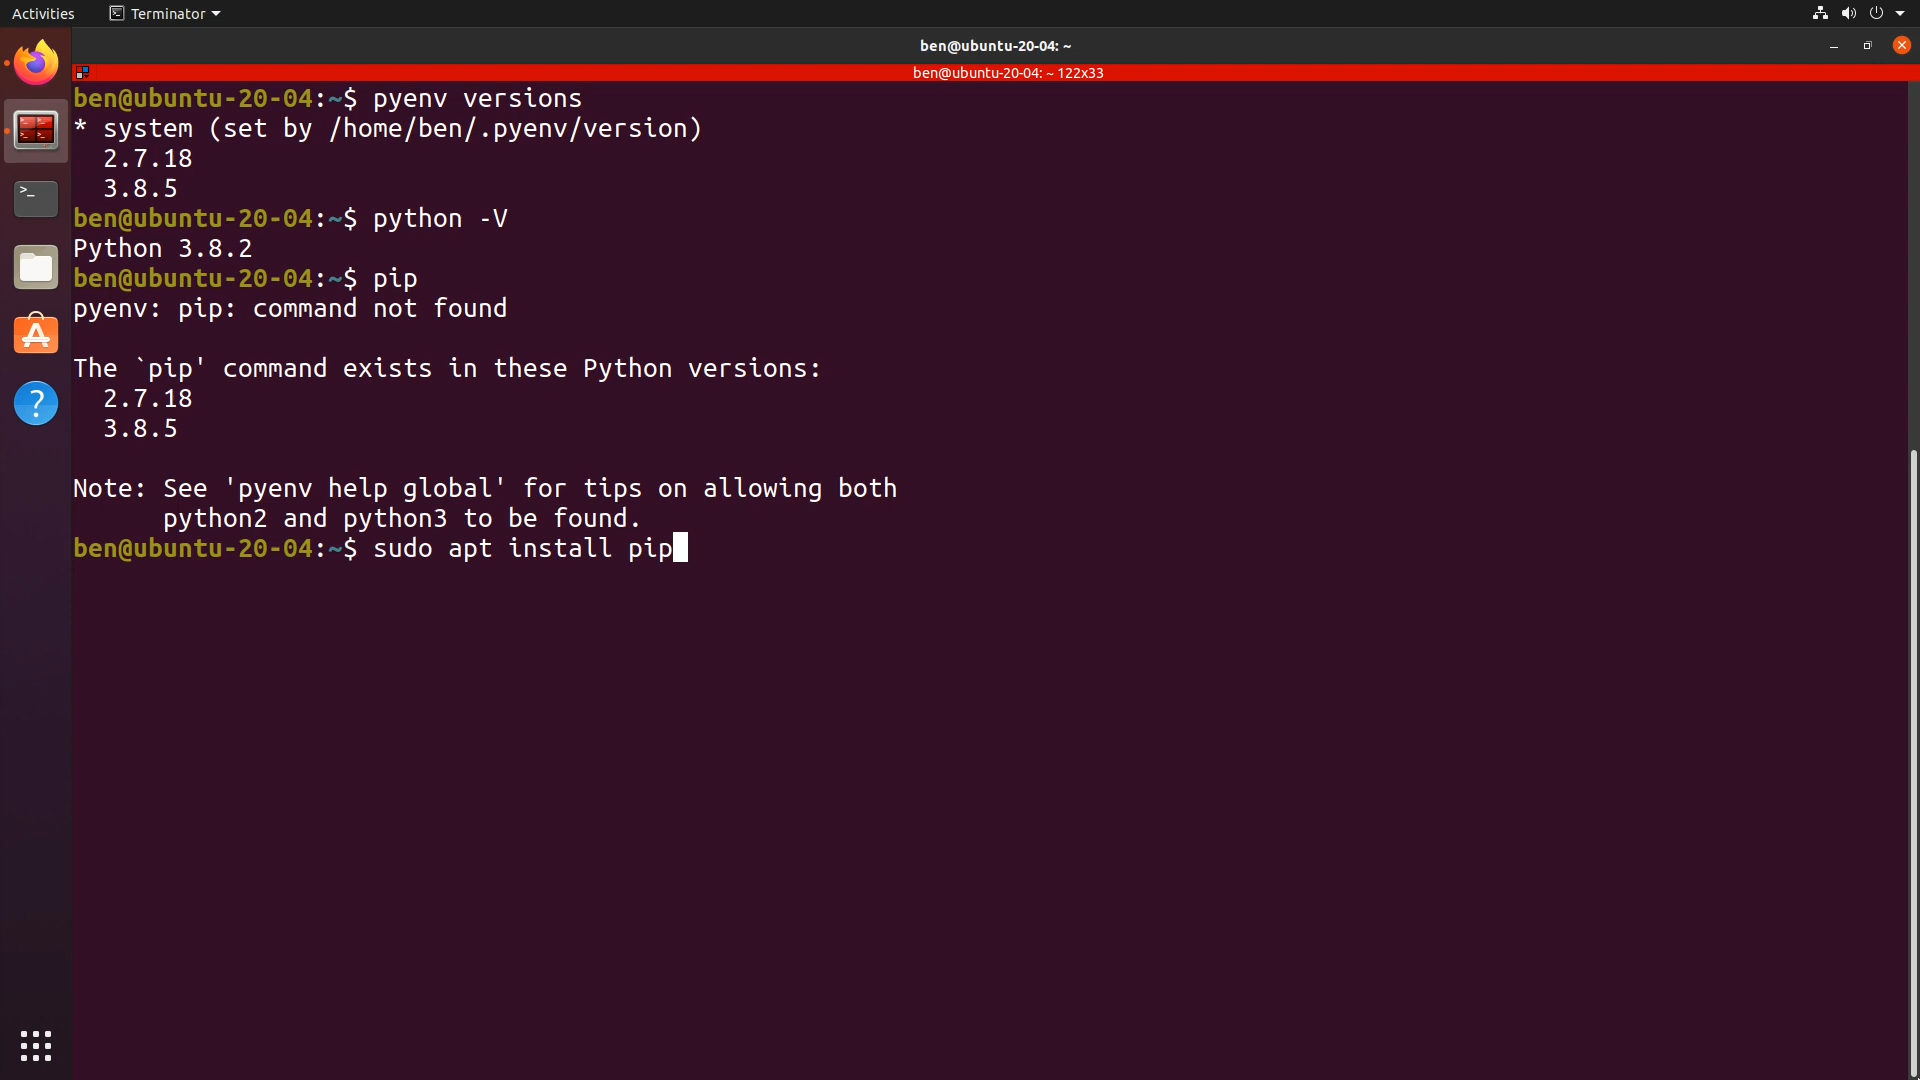 Activities
Terminator
ben@ubuntu-20-04: ~
ben@ubuntu-20-04: ~ 122x33
ben@ubuntu-20-04:~$ pyenv versions
* system (set by /home/ben/.pyenv/version)
  2.7.18
  3.8.5
ben@ubuntu-20-04:~$ python -V
Python 3.8.2
ben@ubuntu-20-04:~$ pip
pyenv: pip: command not found

The `pip' command exists in these Python versions:
  2.7.18
  3.8.5

Note: See 'pyenv help global' for tips on allowing both
      python2 and python3 to be found.
ben@ubuntu-20-04:~$ sudo apt install pip